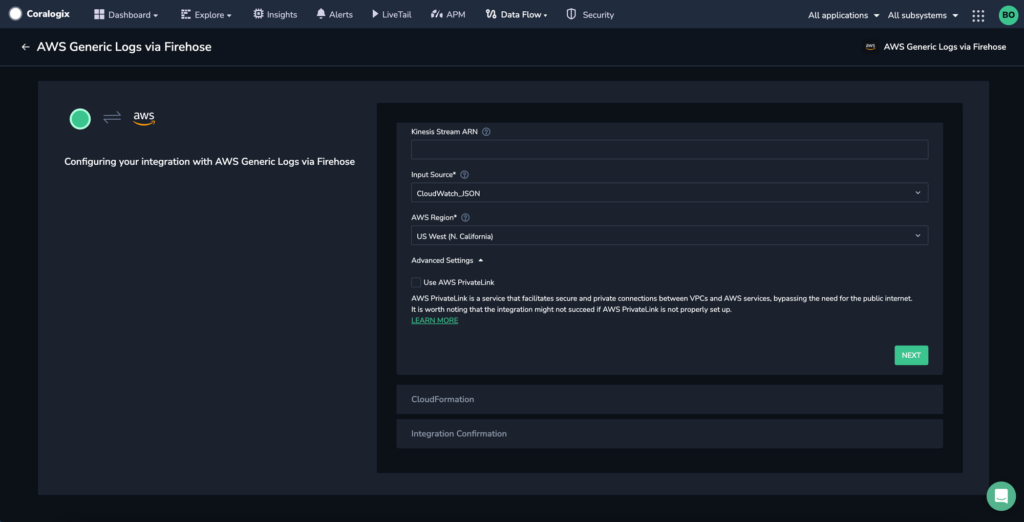 Coralogix
Dashboard
Explore
Insights
Alerts
LiveTail
APM
Data Flow
Security
All applications
All subsystems
BO
AWS Generic Logs via Firehose
aws
AWS Generic Logs via Firehose
aws
Configuring your integration with AWS Generic Logs via Firehose
Kinesis Stream ARN
Input Source*
CloudWatch_JSON
AWS Region*
US West (N. California)
Advanced Settings
Use AWS PrivateLink
AWS PrivateLink is a service that facilitates secure and private connections between VPCs and AWS services, bypassing the need for the public internet.
It is worth noting that the integration might not succeed if AWS PrivateLink is not properly set up.
LEARN MORE
NEXT
CloudFormation
Integration Confirmation